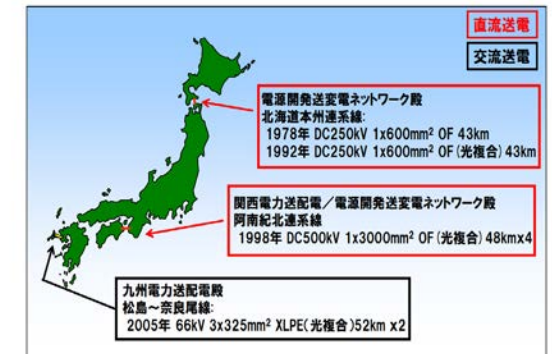 直流送電
交流送電
電源開発送変電ネットワーク殿
北海道本州連系線:
1978年 DC250kV 1x600mm² OF 43km
1992年 DC250kV 1x600mm² OF(光複合)43km
関西電力送配電／電源開発送変電ネットワーク殿
阿南紀北連系線
1998年 DC500kV 1x3000mm² OF(光複合)48kmx4
九州電力送配電殿
松島～奈良尾線:
2005年 66kV 3x325mm² XLPE(光複合)52km x2